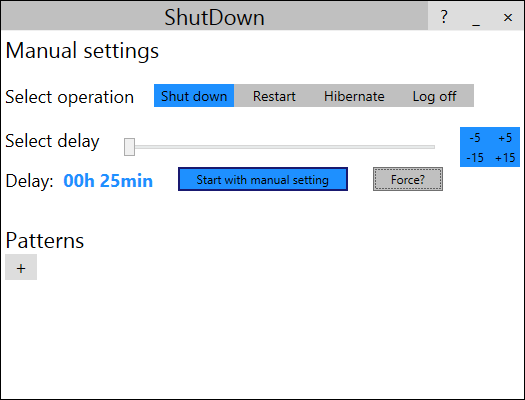 ShutDown ? _ ×
Manual settings
Select operation Shut down Restart Hibernate Log off
Select delay -5 +5
-15 +15
Delay: 00h 25min Start with manual setting Force?
Patterns
+